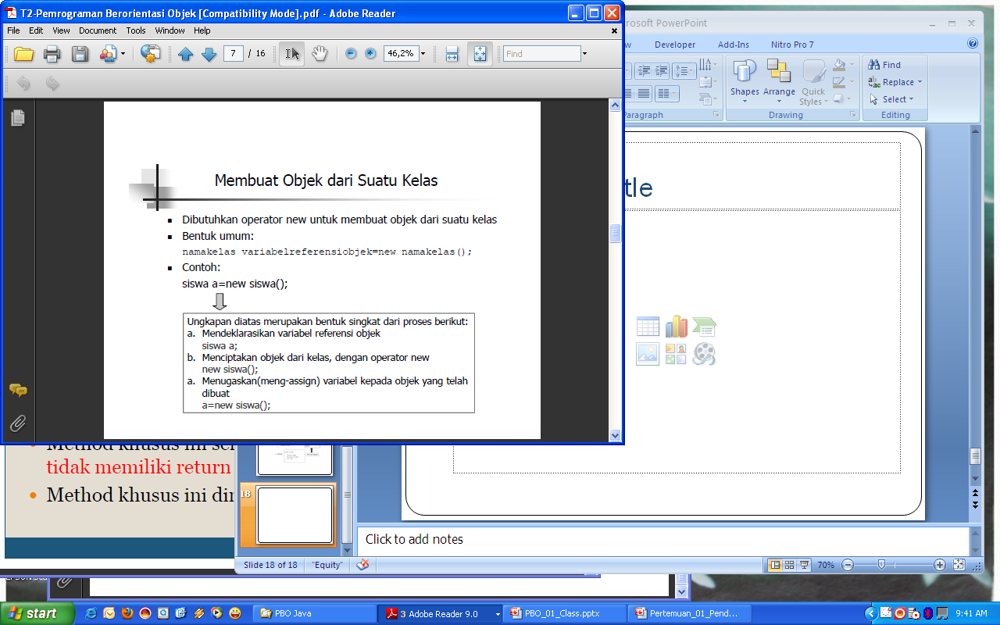 T2-Pemrograman Berorientasi Objek [Compatibility Mode].pdf - Adobe Reader
File Edit View Document Tools Window Help
7 / 16 46,2% Find
Membuat Objek dari Suatu Kelas
Dibutuhkan operator new untuk membuat objek dari suatu kelas
Bentuk umum:
namakelas variabelreferensiobjek=new namakelas();
Contoh:
siswa a=new siswa();
Ungkapan diatas merupakan bentuk singkat dari proses berikut:
a. Mendeklarasikan variabel referensi objek
siswa a;
b. Menciptakan objek dari kelas, dengan operator new
new siswa();
a. Menugaskan(meng-assign) variabel kepada objek yang telah
dibuat
a=new siswa();
PowerPoint
Developer Add-Ins Nitro Pro 7
Shapes Arrange Quick
Styles
Find
Replace
Select
Paragraph Drawing Editing
tle
Method khusus ini
tidak memiliki return
Method khusus ini
18
Click to add notes
Slide 18 of 18 "Equity" 70%
start PBO Java 3 Adobe Reader 9.0 PBO_01_Class.pptx Pertemuan_01_Pend... 9:41 AM